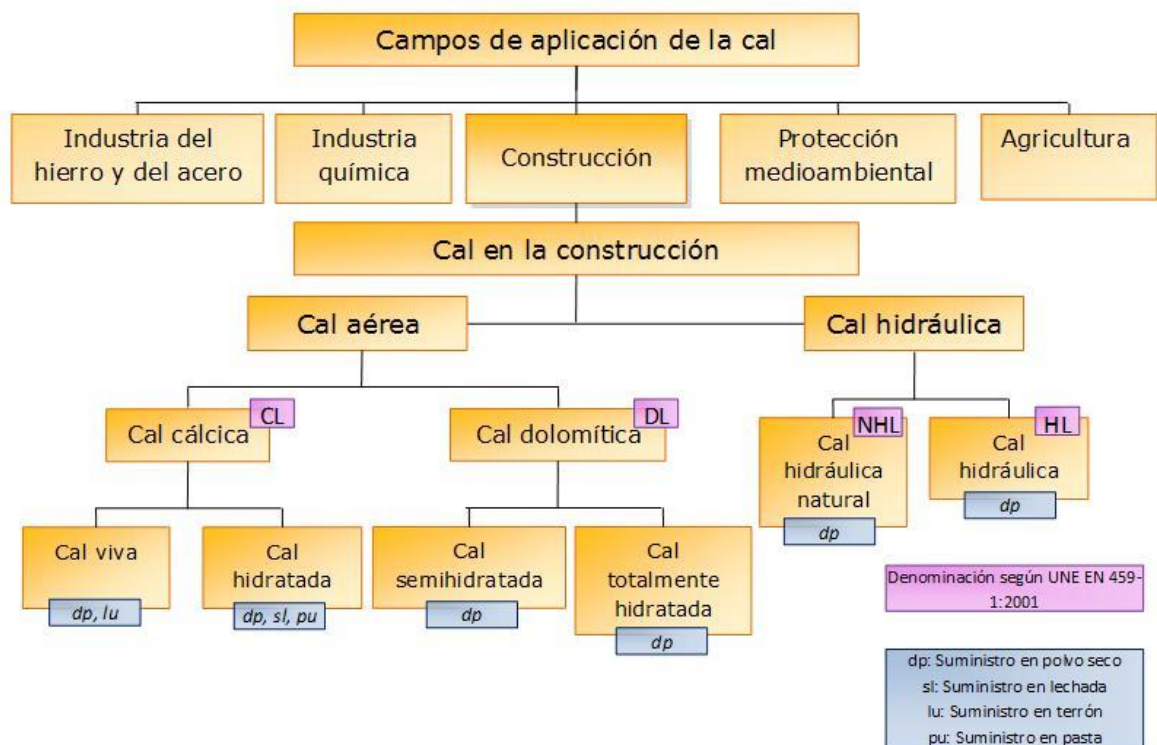 Campos de aplicación de la cal
Industria del
hierro y del acero
Industria
química
Construcción
Protección
medioambiental
Agricultura
Cal en la construcción
Cal aérea
Cal hidráulica
CL
Cal cálcica
DL
Cal dolomítica
NHL
Cal
hidráulica
natural
dp
HL
Cal
hidráulica
dp
Cal viva
dp, lu
Cal
hidratada
dp, sl, pu
Cal
semihidratada
dp
Cal
totalmente
hidratada
dp
Denominación según UNE EN 459-
1:2001
dp: Suministro en polvo seco
sl: Suministro en lechada
lu: Suministro en terrón
pu: Suministro en pasta